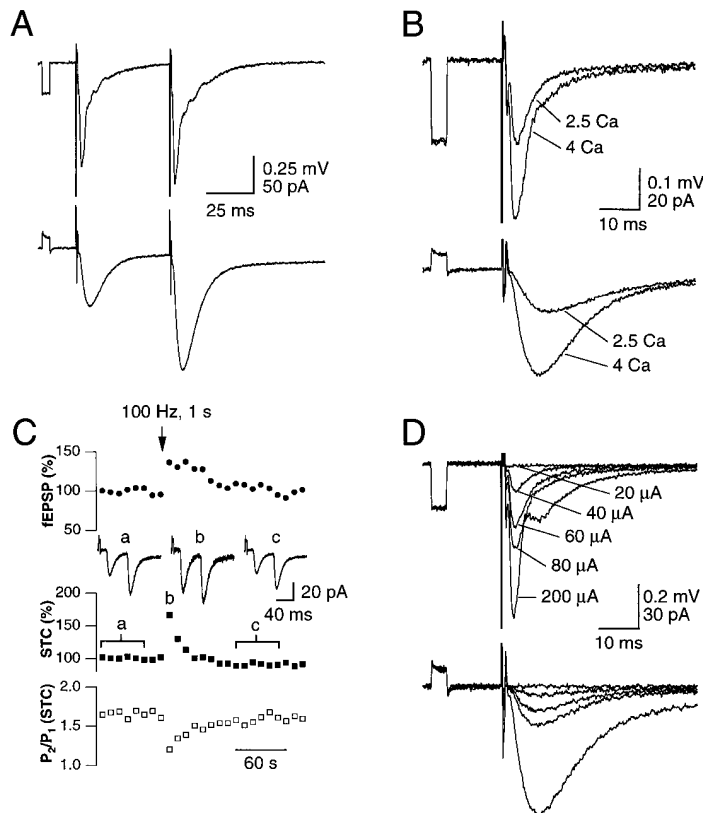 A
0.25 mV
50 pA
25 ms
B
2.5 Ca
4 Ca
0.1 mV
20 pA
10 ms
2.5 Ca
4 Ca
C
100 Hz, 1 s
fEPSP (%)
150
100
50
a
b
c
20 pA
40 ms
STC (%)
200
150
100
a
b
c
P2/P1 (STC)
2.0
1.5
1.0
60 s
D
20 µA
40 µA
60 µA
80 µA
200 µA
0.2 mV
30 pA
10 ms